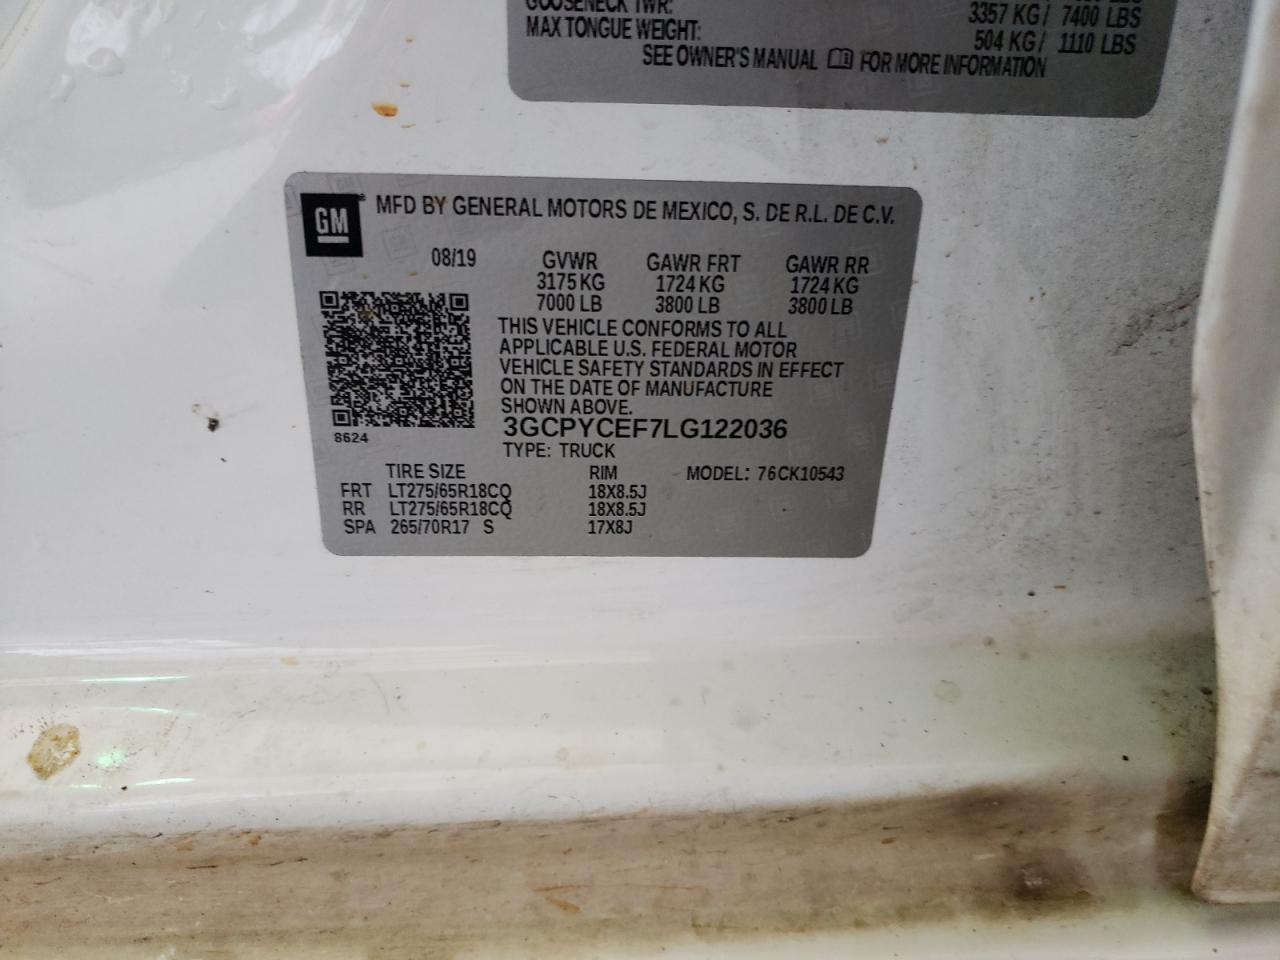 GOOSENECK TWR: 3357 KG/ 7400 LBS
MAX TONGUE WEIGHT: 504 KG/ 1110 LBS
SEE OWNER'S MANUAL FOR MORE INFORMATION
GM MFD BY GENERAL MOTORS DE MEXICO, S. DE R.L. DE C.V.
08/19 GVWR GAWR FRT GAWR RR
3175 KG 1724 KG 1724 KG
7000 LB 3800 LB 3800 LB
THIS VEHICLE CONFORMS TO ALL
APPLICABLE U.S. FEDERAL MOTOR
VEHICLE SAFETY STANDARDS IN EFFECT
ON THE DATE OF MANUFACTURE
SHOWN ABOVE.
8624 3GCPYCEF7LG122036
TYPE: TRUCK
TIRE SIZE RIM MODEL: 76CK10543
FRT LT275/65R18CQ 18X8.5J
RR LT275/65R18CQ 18X8.5J
SPA 265/70R17 S 17X8J